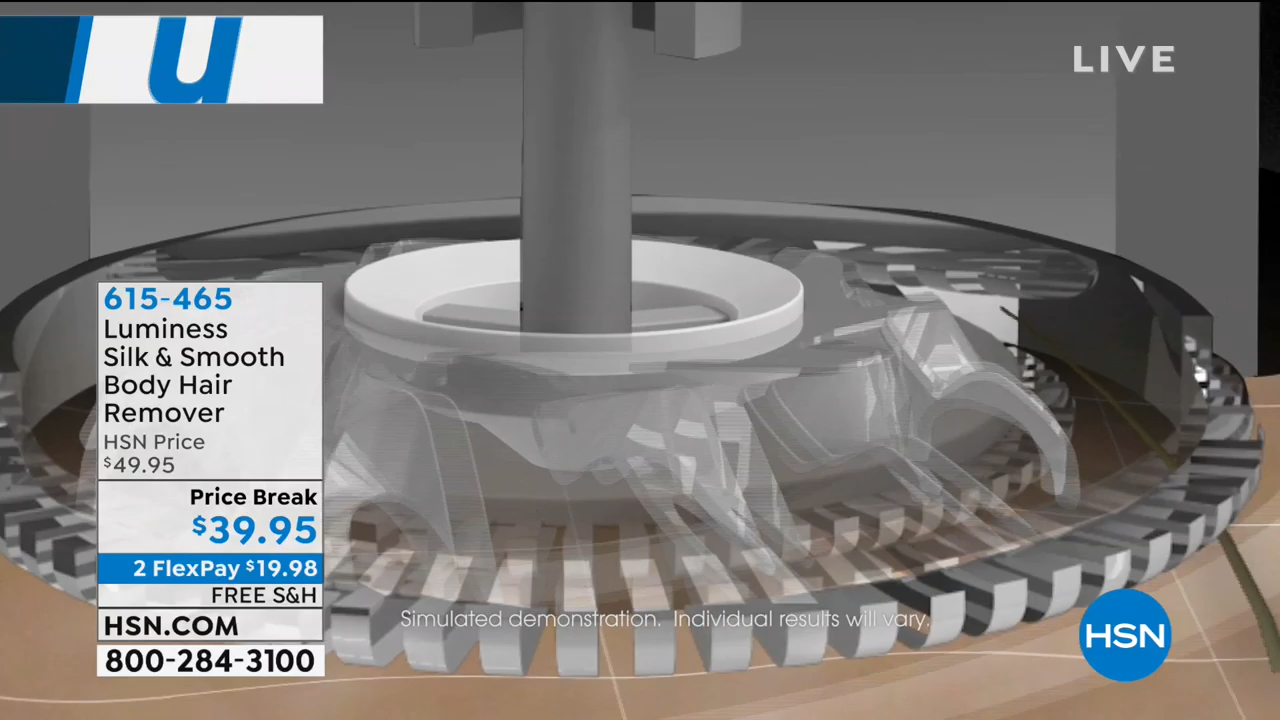 u
LIVE
615-465
Luminess
Silk & Smooth
Body Hair
Remover
HSN Price
$49.95
Price Break
$39.95
2 FlexPay $19.98
FREE S&H
HSN.COM
800-284-3100
Simulated demonstration. Individual results will vary.
HSN